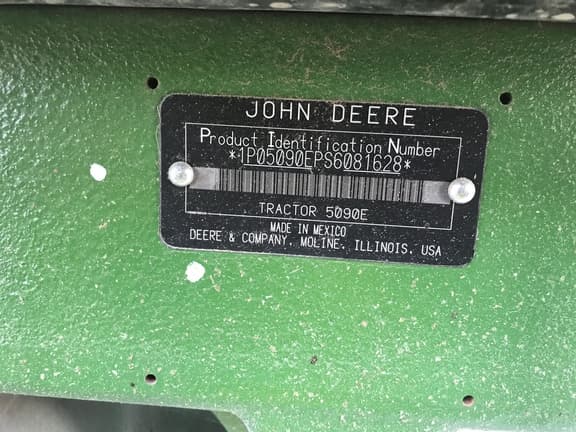 JOHN DEERE
Product Identification Number
*1P05090EPS6081628*
TRACTOR 5090E
MADE IN MEXICO
DEERE & COMPANY, MOLINE, ILLINOIS, USA